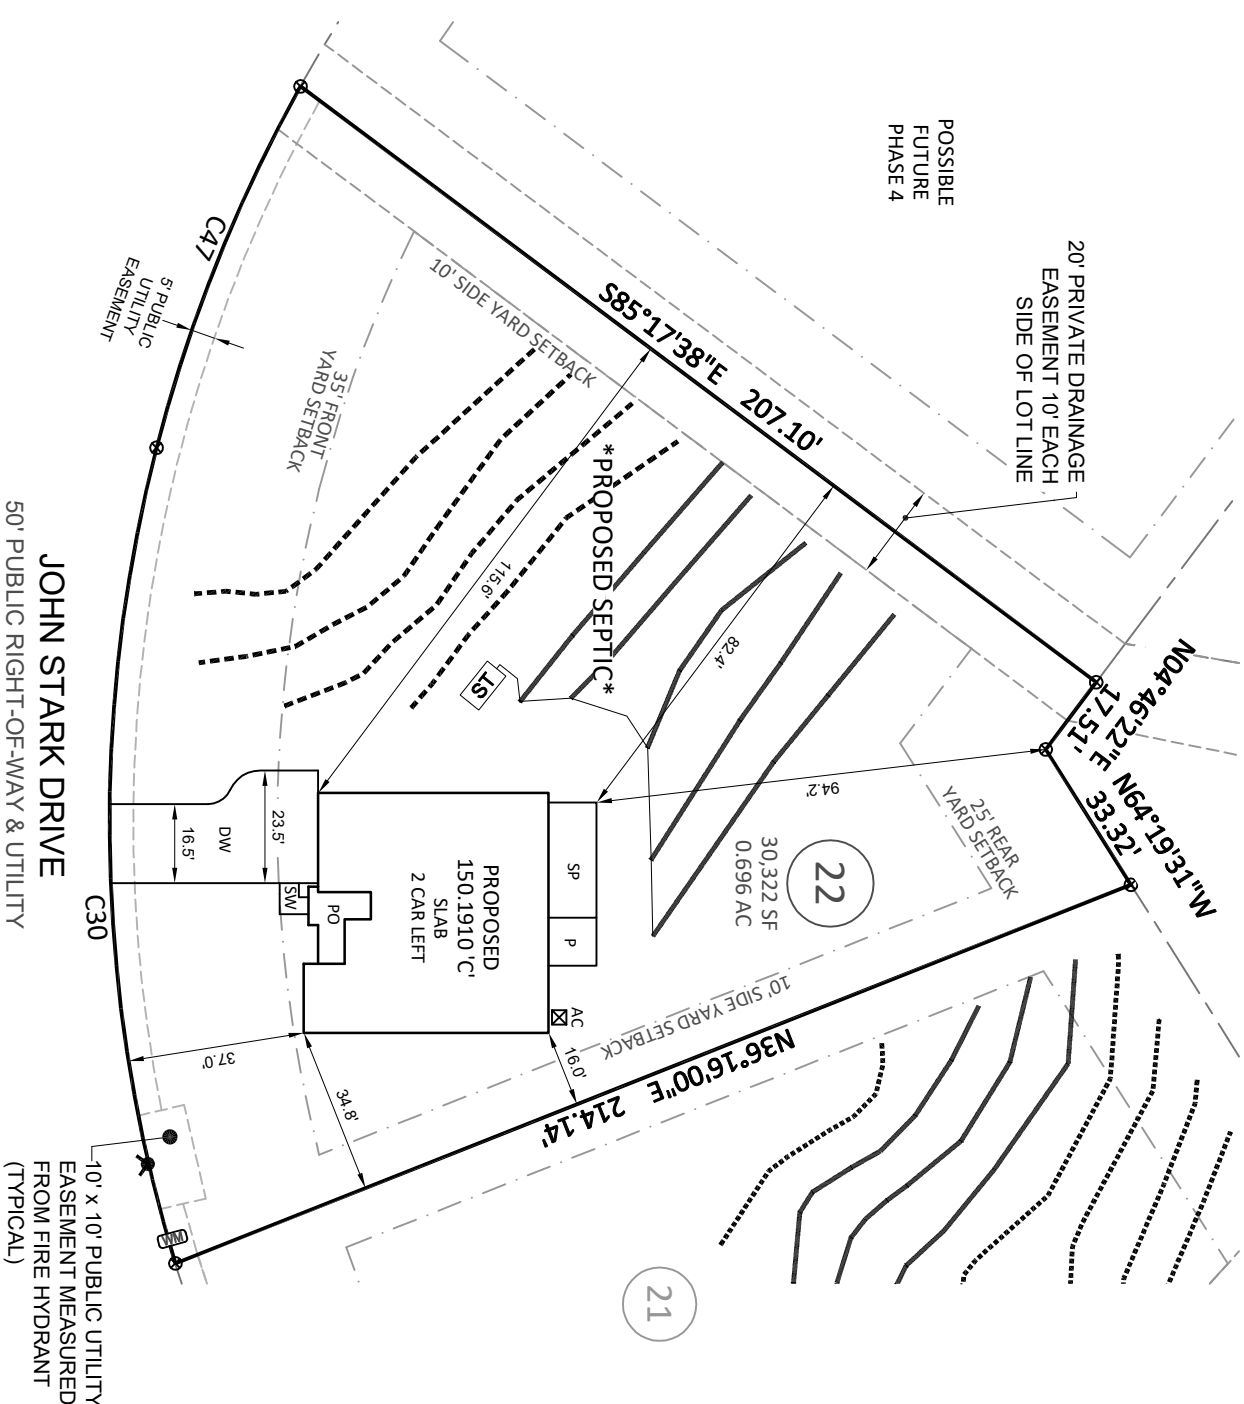 POSSIBLE
FUTURE
PHASE 4
20' PRIVATE DRAINAGE
EASEMENT 10' EACH
SIDE OF LOT LINE
S85°17'38"E 207.10'
10' SIDE YARD SETBACK
C47
5' PUBLIC
UTILITY
EASEMENT
35' FRONT
YARD SETBACK
*PROPOSED SEPTIC*
115.6'
82.4'
ST
N04°46'22"E
17.51'
N64°19'31"W
33.32'
94.2'
25' REAR
YARD SETBACK
22
30,322 SF
0.696 AC
SP
P
PROPOSED
150.1910 'C'
SLAB
2 CAR LEFT
23.5'
16.5'
DW
SW
PO
AC
10' SIDE YARD SETBACK
N36°16'00"E 214.14'
16.0'
34.8'
37.0'
C30
JOHN STARK DRIVE
50' PUBLIC RIGHT-OF-WAY & UTILITY
WM
10' x 10' PUBLIC UTILITY
EASEMENT MEASURED
FROM FIRE HYDRANT
(TYPICAL)
21